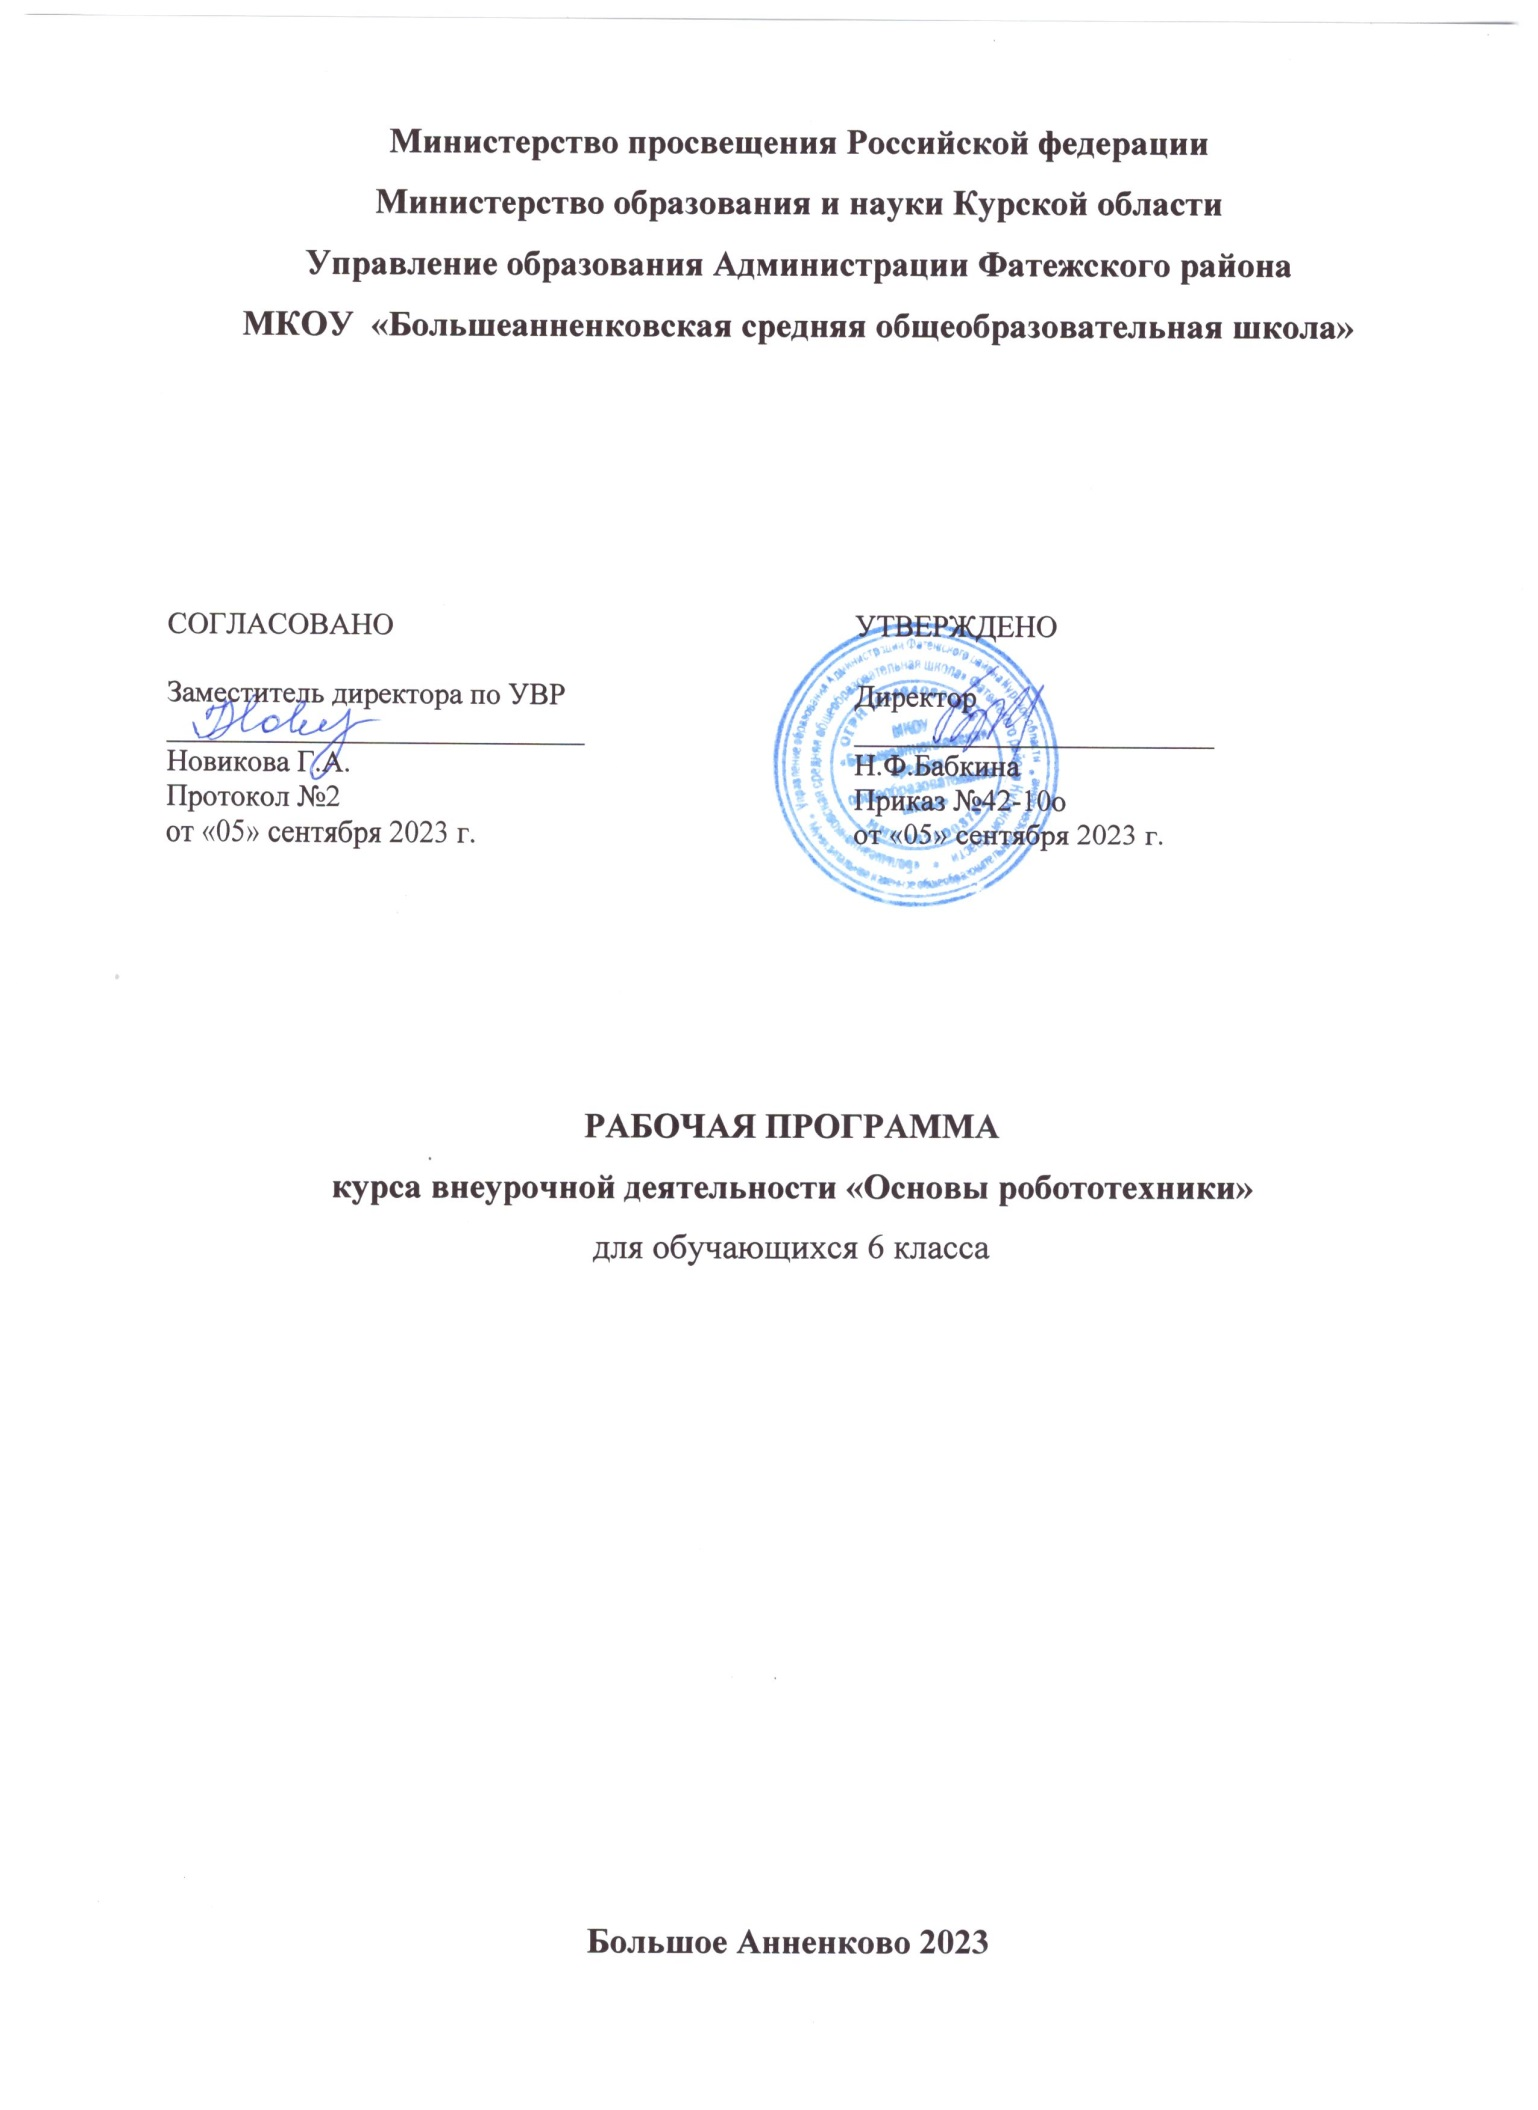 Министерство просвещения Российской федерации
Министерство образования и науки Курской области
Управление образования Администрации Фатежского района
МКОУ «Большеанненковская средняя общеобразовательная школа»
СОГЛАСОВАНО
Заместитель директора по УВР
Новикова Г.А.
Протокол №2
от «05» сентября 2023 г.
УТВЕРЖДЕНО
Директор
Н.Ф.Бабкина
Приказ №42-10о
от «05» сентября 2023 г.
МКОУ
ОГРН
РАБОЧАЯ ПРОГРАММА
курса внеурочной деятельности «Основы робототехники»
для обучающихся 6 класса
Большое Анненково 2023